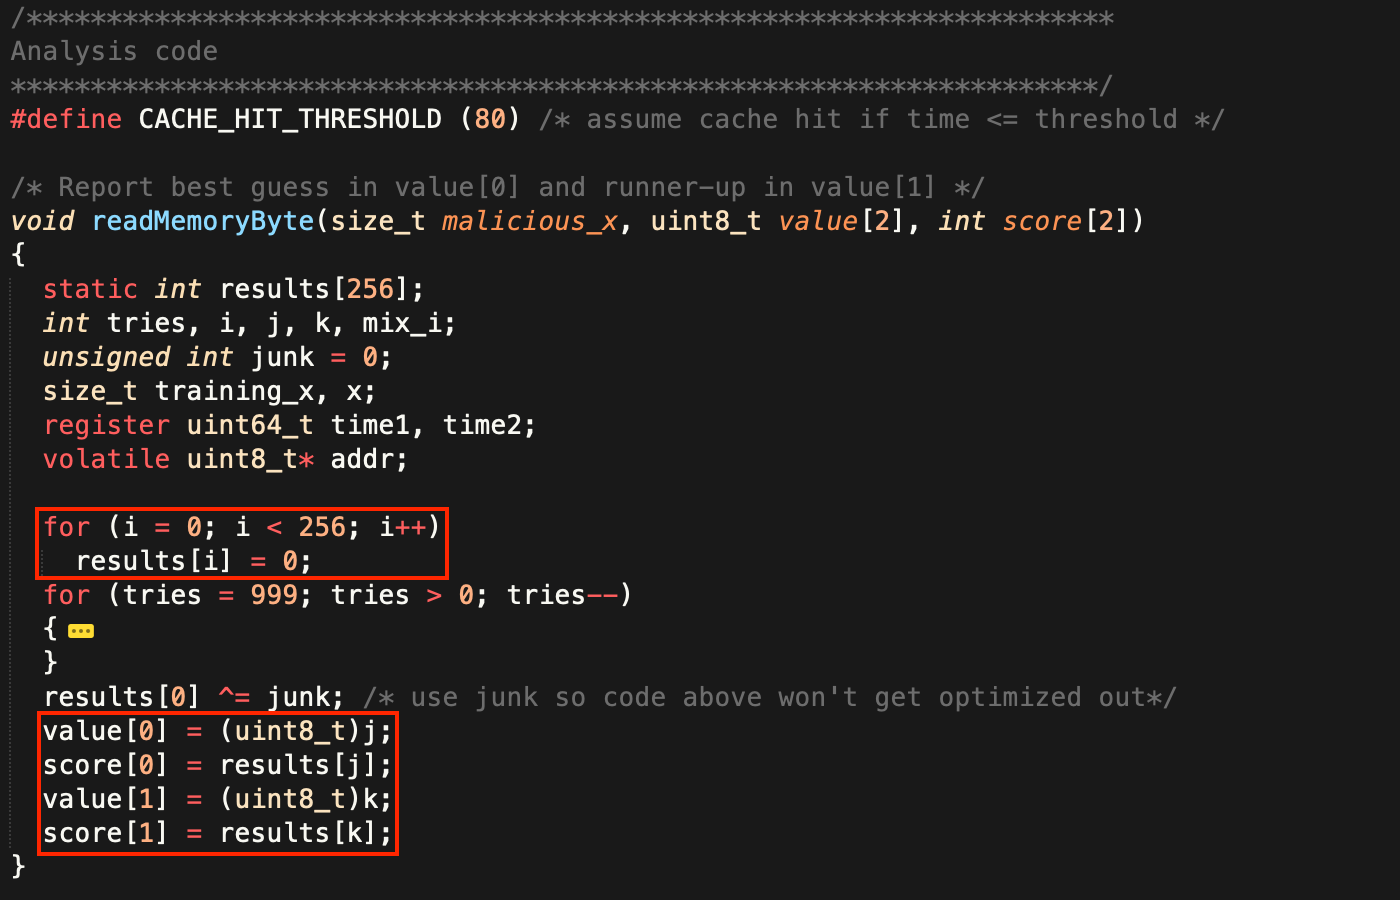 /********************************************************************
Analysis code
********************************************************************/
#define CACHE_HIT_THRESHOLD (80) /* assume cache hit if time <= threshold */
/* Report best guess in value[0] and runner-up in value[1] */
void readMemoryByte(size_t malicious_x, uint8_t value[2], int score[2])
{
static int results[256];
int tries, i, j, k, mix_i;
unsigned int junk = 0;
size_t training_x, x;
register uint64_t time1, time2;
volatile uint8_t* addr;
for (i = 0; i < 256; i++)
results[i] = 0;
for (tries = 999; tries > 0; tries--)
{ ...
}
results[0] ^= junk; /* use junk so code above won't get optimized out*/
value[0] = (uint8_t)j;
score[0] = results[j];
value[1] = (uint8_t)k;
score[1] = results[k];
}